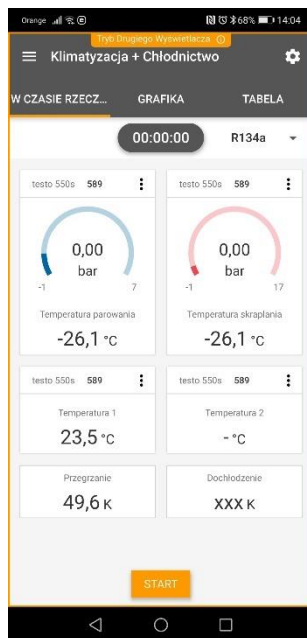 Orange 68% 14:04
Tryb Drugiego Wyświetlacza
Klimatyzacja + Chłodnictwo
W CZASIE RZECZ... GRAFIKA TABELA
00:00:00 R134a
testo 550s 589 testo 550s 589
0,00 0,00
bar bar
-1 7 -1 17
Temperatura parowania Temperatura skraplania
-26,1 °C -26,1 °C
testo 550s 589 testo 550s 589
Temperatura 1 Temperatura 2
23,5 °C - °C
Przegrzanie Dochłodzenie
49,6 K XXX K
START